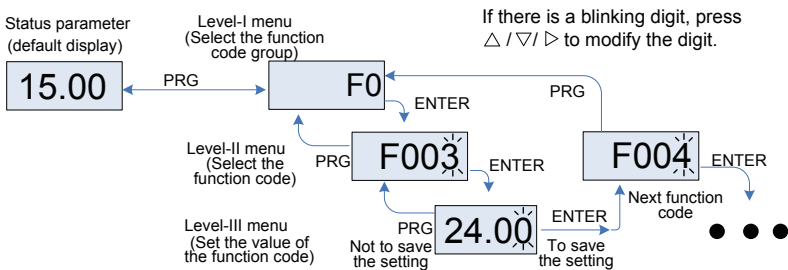 Status parameter
(default display)
15.00
PRG
Level-I menu
(Select the function
code group)
F0
ENTER
If there is a blinking digit, press
△ / ▽/ ▷ to modify the digit.
PRG
Level-II menu
(Select the
function code)
PRG
F003
ENTER
F004
ENTER
Next function
code
Level-III menu
(Set the value of
the function code)
PRG
Not to save
the setting
24.00
ENTER
To save
the setting